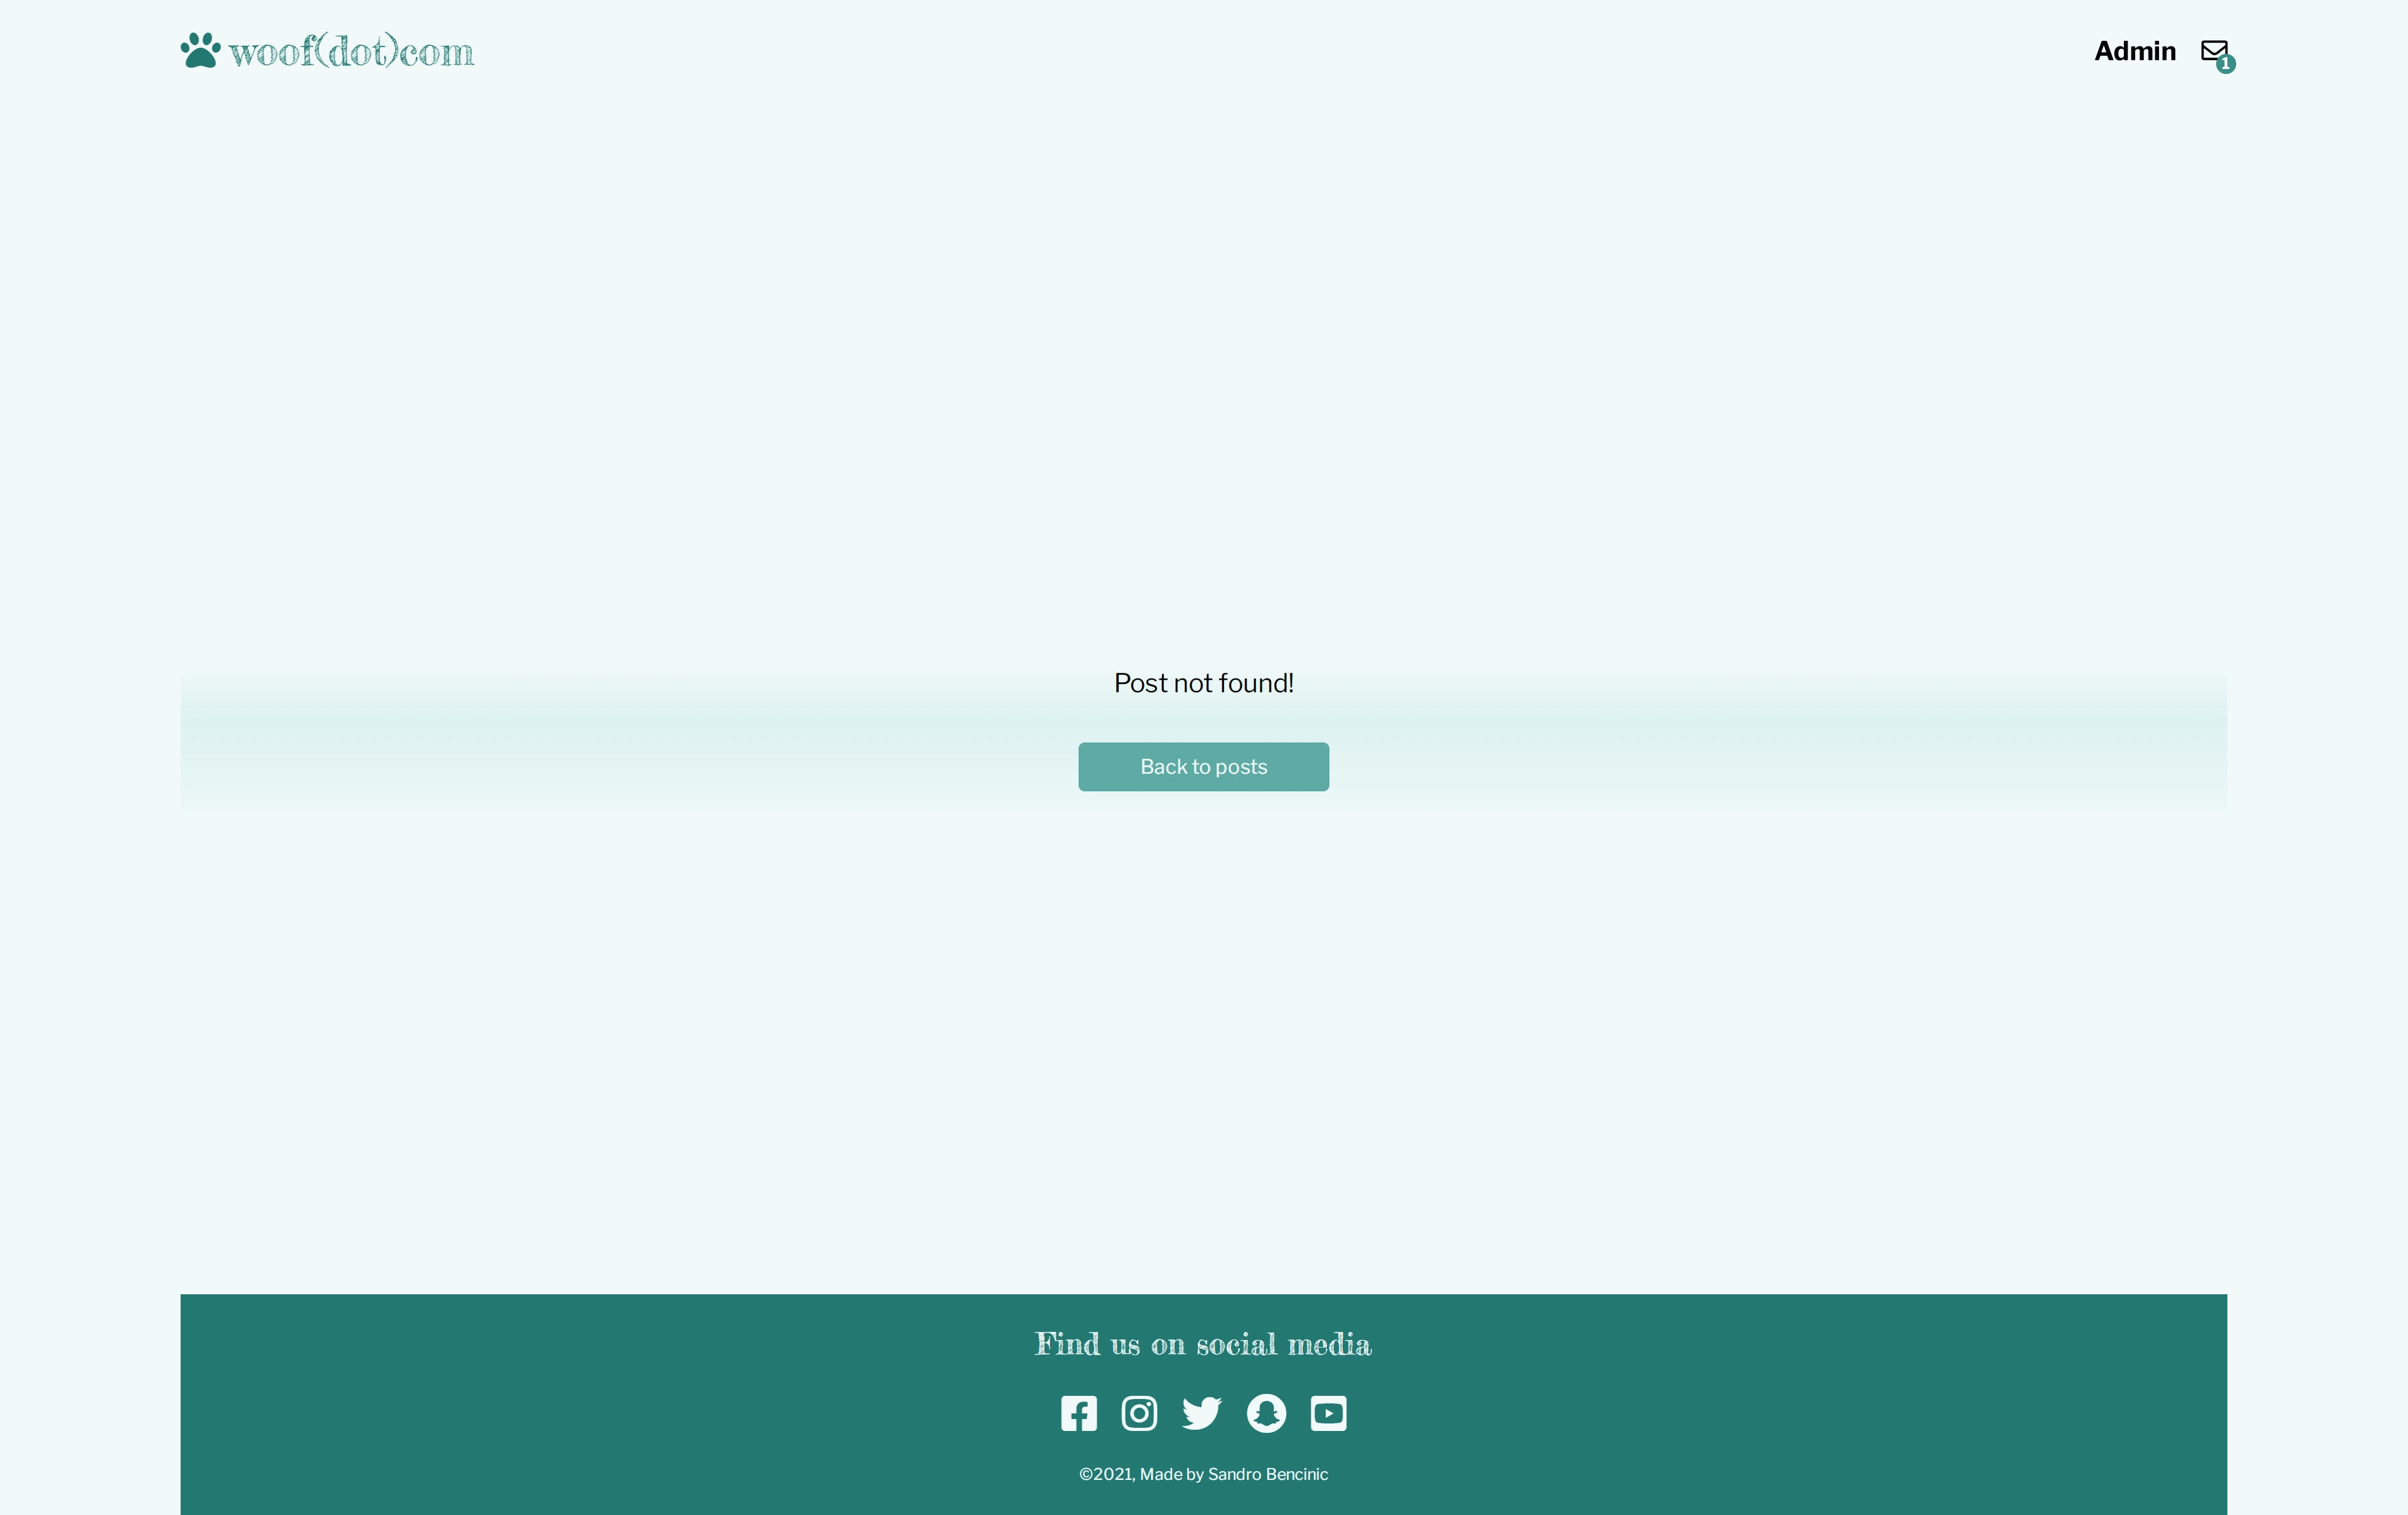 woof(dot)com
Admin
1
Post not found!
Back to posts
Find us on social media
©2021, Made by Sandro Bencinic